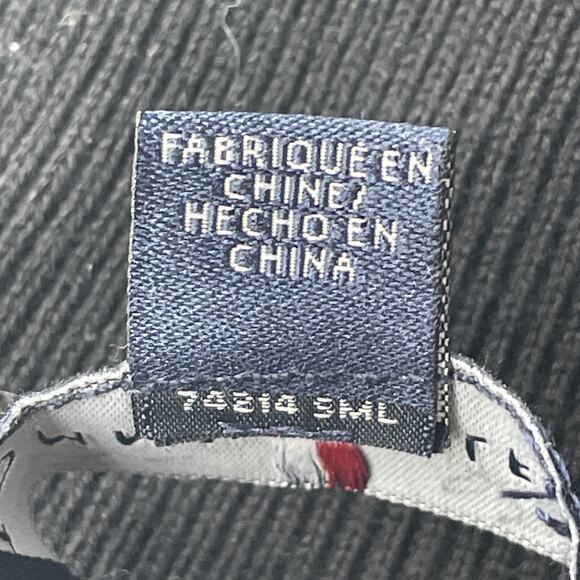 FABRIQUÉ EN
CHINE/
HECHO EN
CHINA
74814 SML